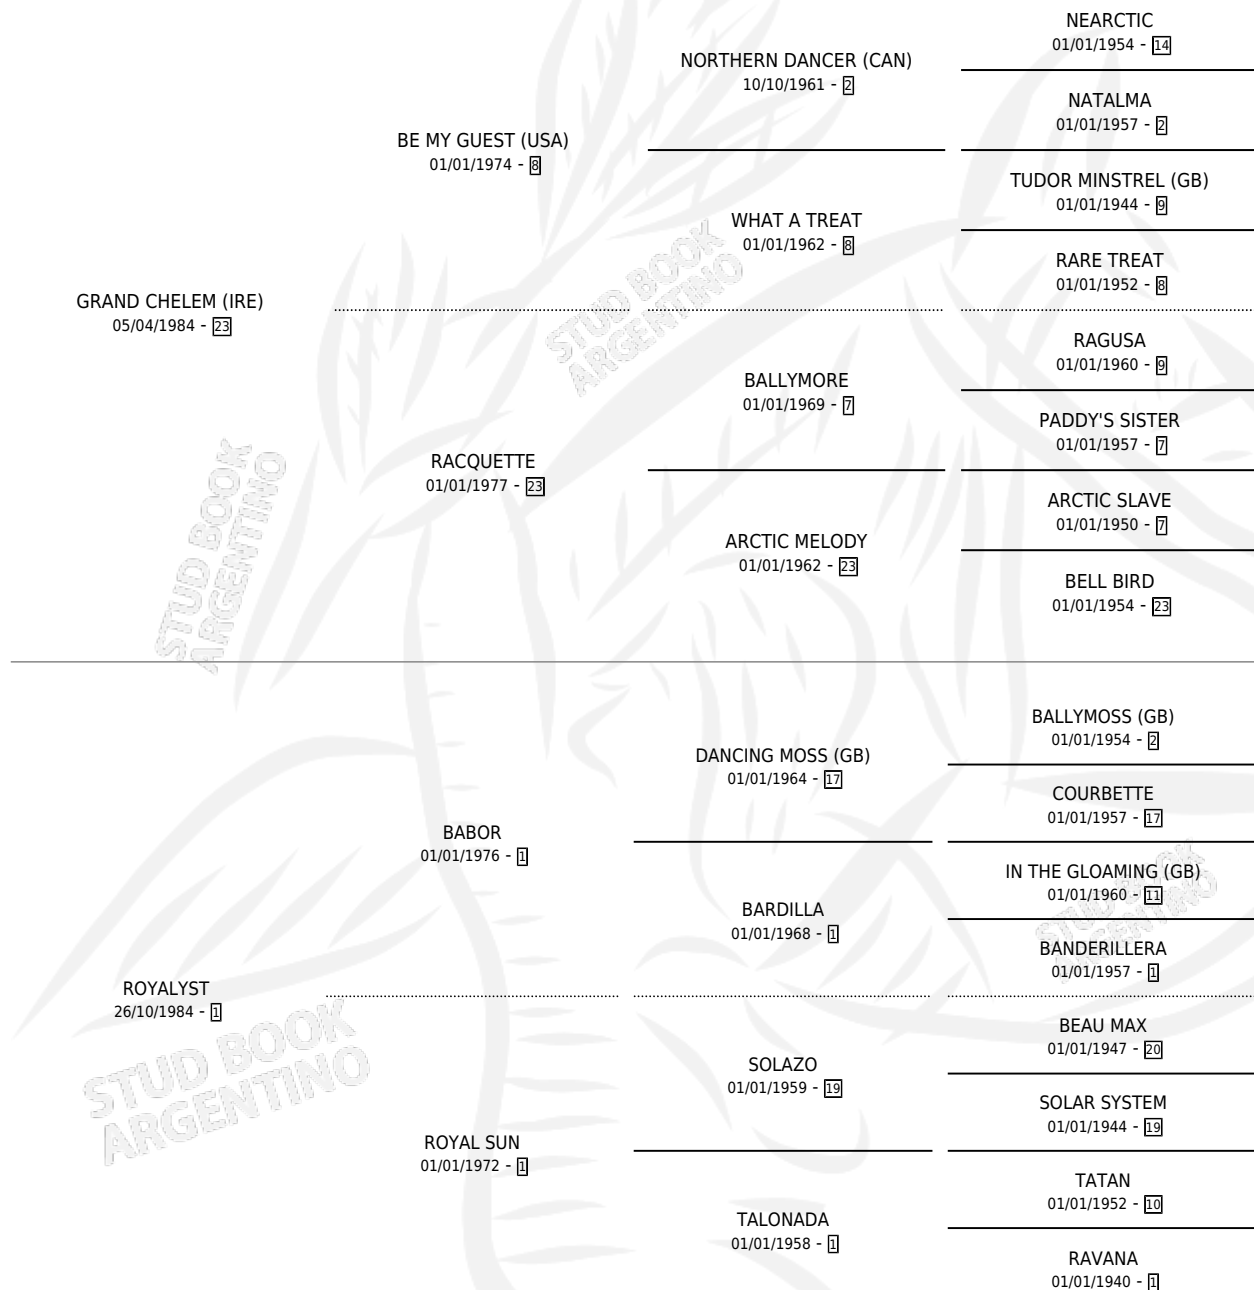 NEARCTIC
01/01/1954 - 14
NORTHERN DANCER (CAN)
10/10/1961 - 2
NATALMA
01/01/1957 - 2
BE MY GUEST (USA)
01/01/1974 - 8
TUDOR MINSTREL (GB)
01/01/1944 - 9
WHAT A TREAT
01/01/1962 - 8
RARE TREAT
01/01/1952 - 8
GRAND CHELEM (IRE)
05/04/1984 - 23
RAGUSA
01/01/1960 - 9
BALLYMORE
01/01/1969 - 7
PADDY'S SISTER
01/01/1957 - 7
RACQUETTE
01/01/1977 - 23
ARCTIC SLAVE
01/01/1950 - 7
ARCTIC MELODY
01/01/1962 - 23
BELL BIRD
01/01/1954 - 23
STUD BOOK
ARGENTINO
STUD BOOK
ARGENTINO
BALLYMOSS (GB)
01/01/1954 - 2
DANCING MOSS (GB)
01/01/1964 - 17
COURBETTE
01/01/1957 - 17
BABOR
01/01/1976 - 1
IN THE GLOAMING (GB)
01/01/1960 - 11
BARDILLA
01/01/1968 - 1
BANDERILLERA
01/01/1957 - 1
STUD BOOK
ARGENTINO
ROYALYST
26/10/1984 - 1
BEAU MAX
01/01/1947 - 20
SOLAZO
01/01/1959 - 19
SOLAR SYSTEM
01/01/1944 - 19
ROYAL SUN
01/01/1972 - 1
TATAN
01/01/1952 - 10
TALONADA
01/01/1958 - 1
RAVANA
01/01/1940 - 1
STUD BOOK
ARGENTINO